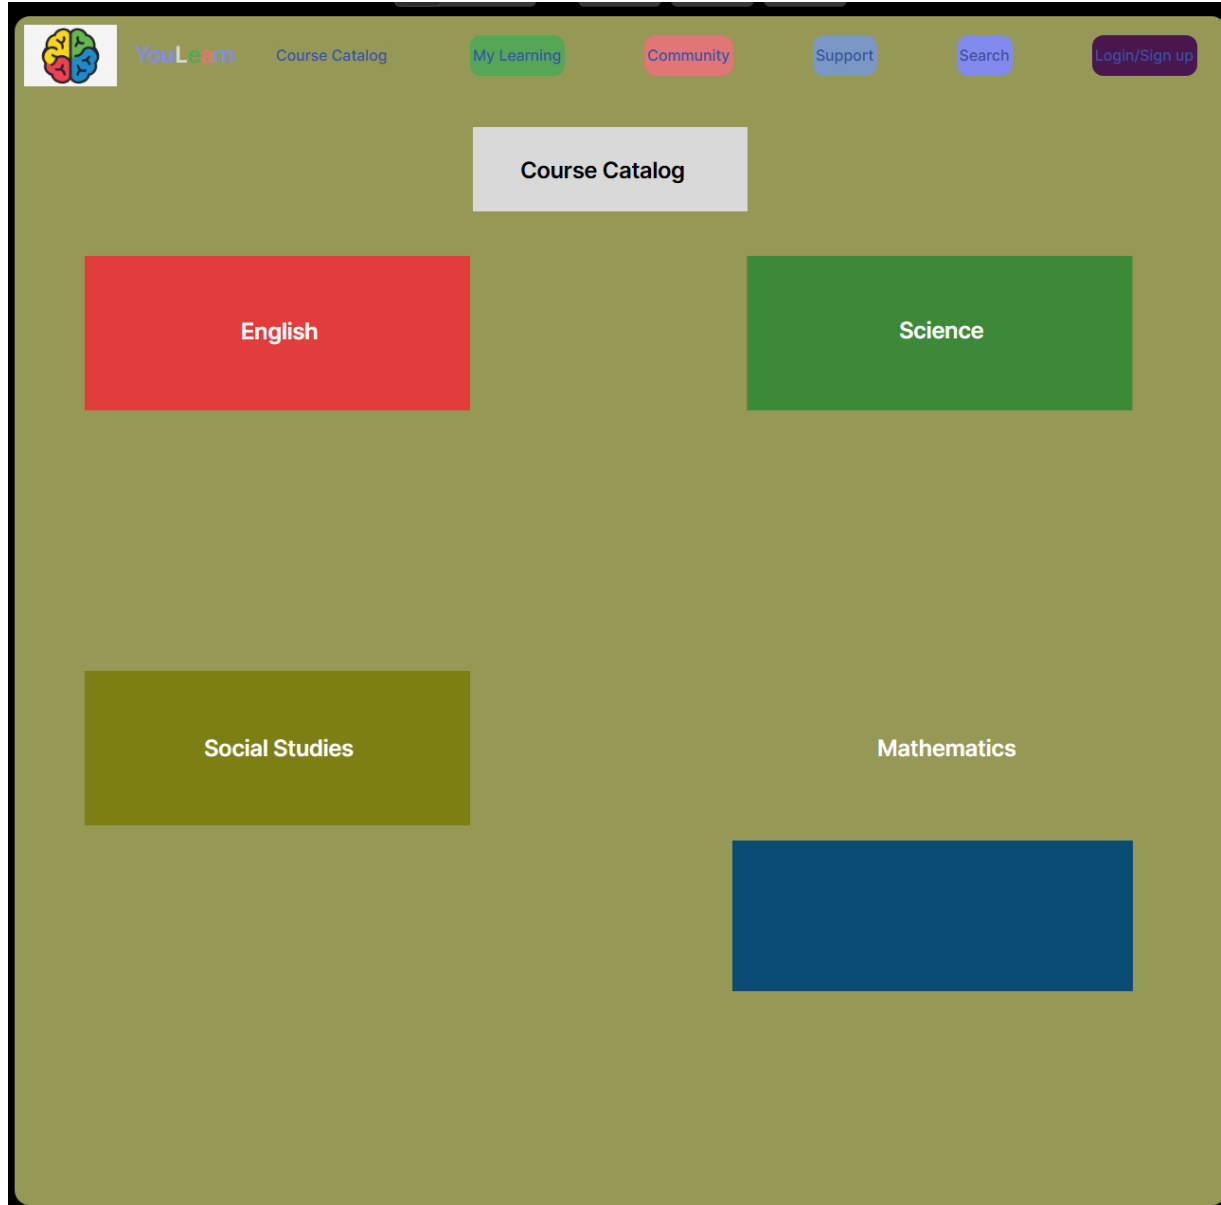 YouLearn
Course Catalog
My Learning
Community
Support
Search
Login/Sign up
Course Catalog
English
Science
Social Studies
Mathematics